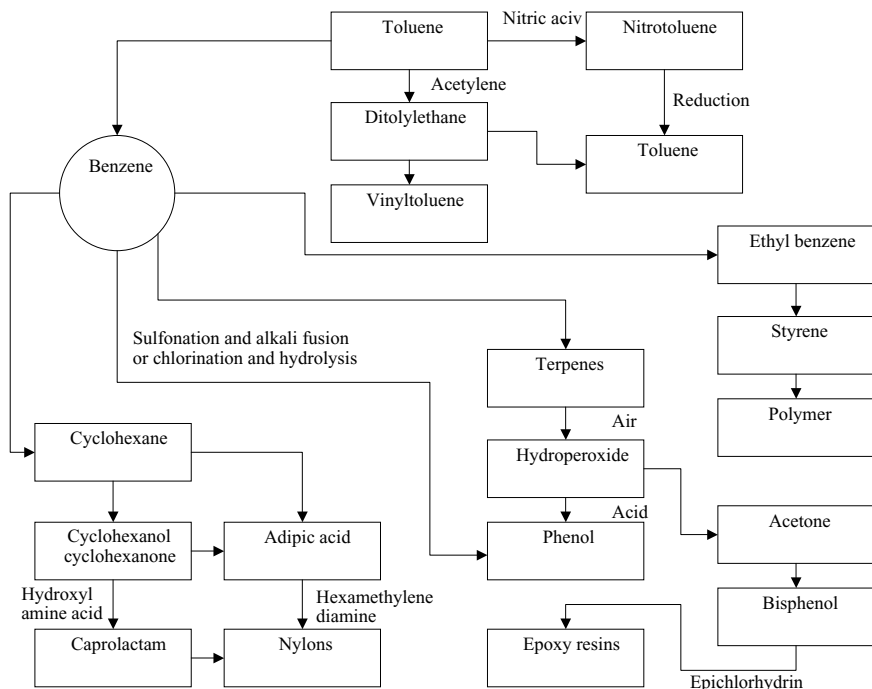 Toluene
Nitric aciv
Nitrotoluene
Acetylene
Reduction
Ditolylethane
Toluene
Benzene
Vinyltoluene
Ethyl benzene
Sulfonation and alkali fusion
or chlorination and hydrolysis
Styrene
Terpenes
Polymer
Air
Cyclohexane
Hydroperoxide
Acid
Acetone
Cyclohexanol
cyclohexanone
Adipic acid
Phenol
Hydroxyl
amine acid
Hexamethylene
diamine
Bisphenol
Caprolactam
Nylons
Epoxy resins
Epichlorhydrin